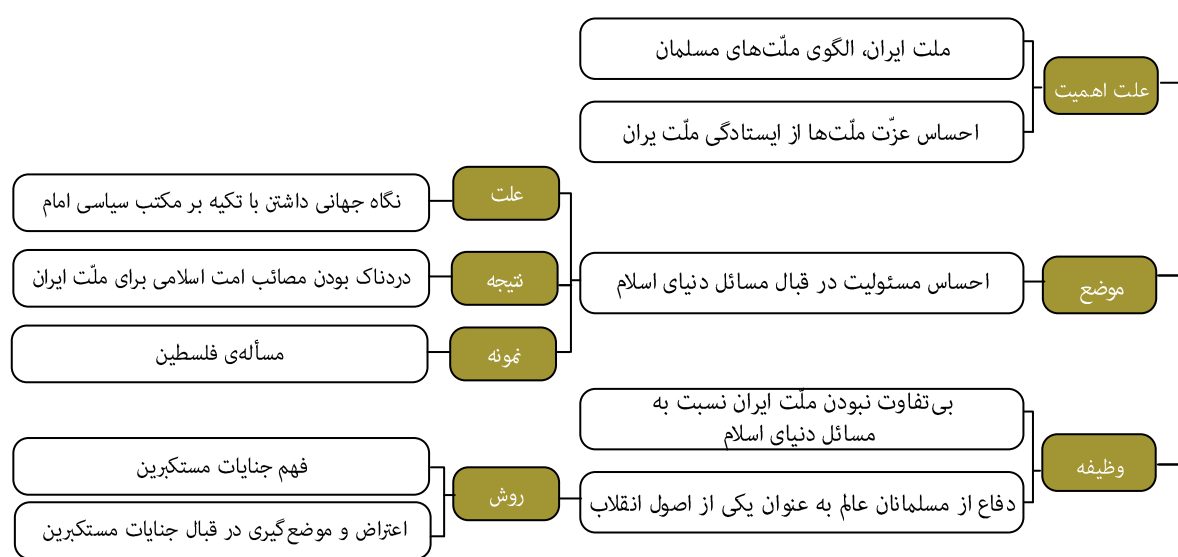 علت اهمیت
ملت ایران، الگوی ملّت‌های مسلمان
احساس عزّت ملّت‌ها از ایستادگی ملّت یران
موضع
احساس مسئولیت در قبال مسائل دنیای اسلام
علت
نگاه جهانی داشتن با تکیه بر مکتب سیاسی امام
نتیجه
دردناک بودن مصائب امت اسلامی برای ملّت ایران
نمونه
مسأله‌ی فلسطین
وظیفه
بی‌تفاوت نبودن ملّت ایران نسبت به
مسائل دنیای اسلام
دفاع از مسلمانان عالم به عنوان یکی از اصول انقلاب
روش
فهم جنایات مستکبرین
اعتراض و موضع‌گیری در قبال جنایات مستکبرین